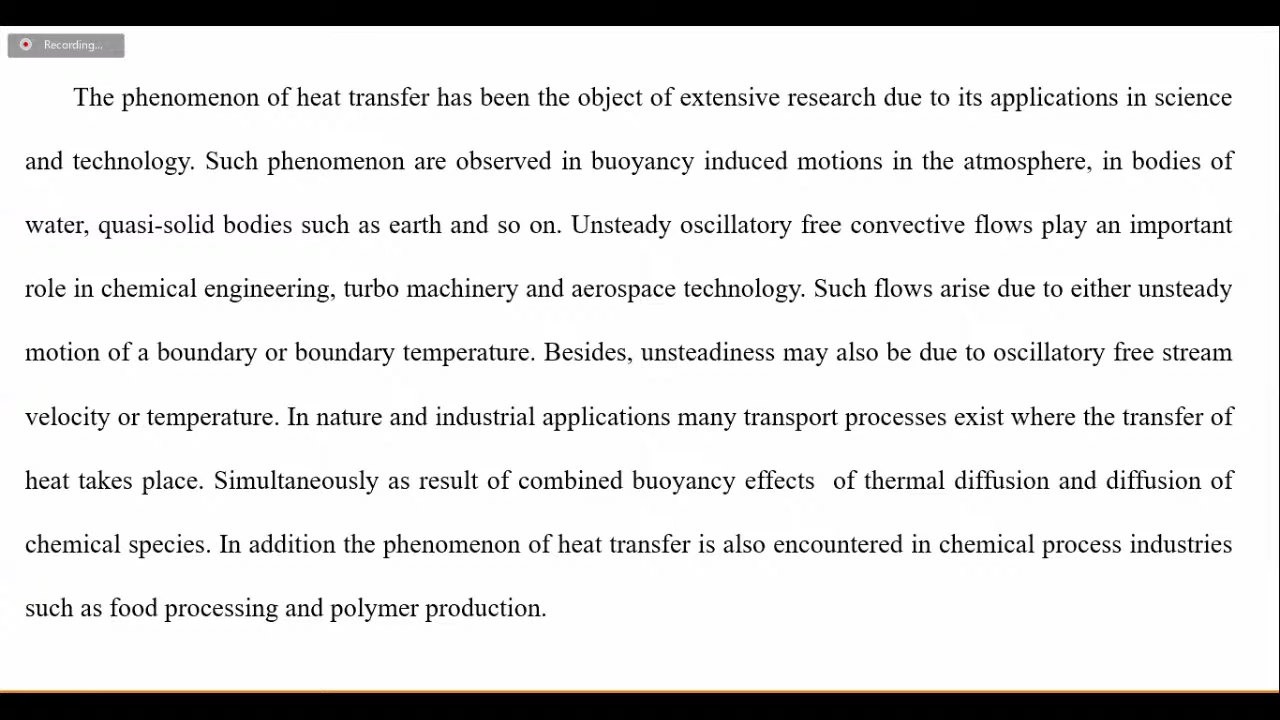 Recording...
The phenomenon of heat transfer has been the object of extensive research due to its applications in science
and technology. Such phenomenon are observed in buoyancy induced motions in the atmosphere, in bodies of
water, quasi-solid bodies such as earth and so on. Unsteady oscillatory free convective flows play an important
role in chemical engineering, turbo machinery and aerospace technology. Such flows arise due to either unsteady
motion of a boundary or boundary temperature. Besides, unsteadiness may also be due to oscillatory free stream
velocity or temperature. In nature and industrial applications many transport processes exist where the transfer of
heat takes place. Simultaneously as result of combined buoyancy effects  of thermal diffusion and diffusion of
chemical species. In addition the phenomenon of heat transfer is also encountered in chemical process industries
such as food processing and polymer production.